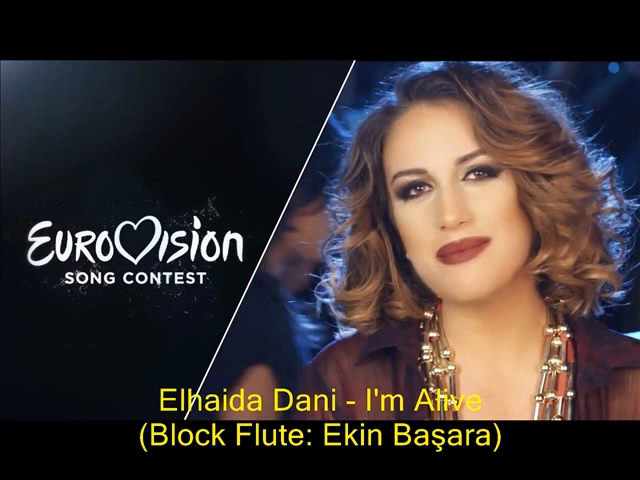 EUROVISION
SONG CONTEST
Elhaida Dani - I'm Alive
(Block Flute: Ekin Başara)